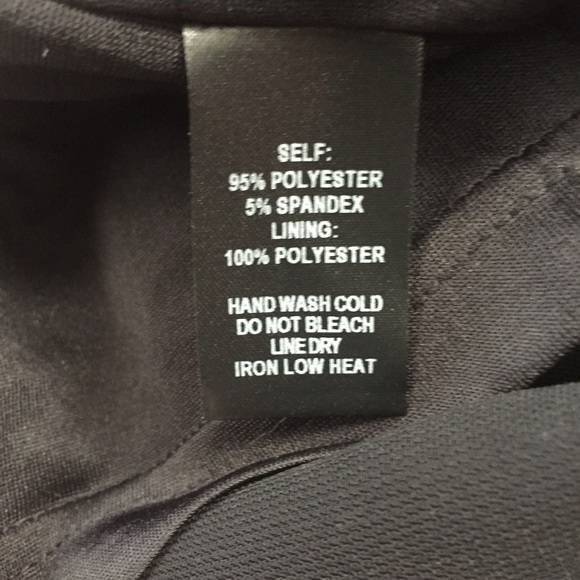 SELF:
95% POLYESTER
5% SPANDEX
LINING:
100% POLYESTER
HAND WASH COLD
DO NOT BLEACH
LINE DRY
IRON LOW HEAT